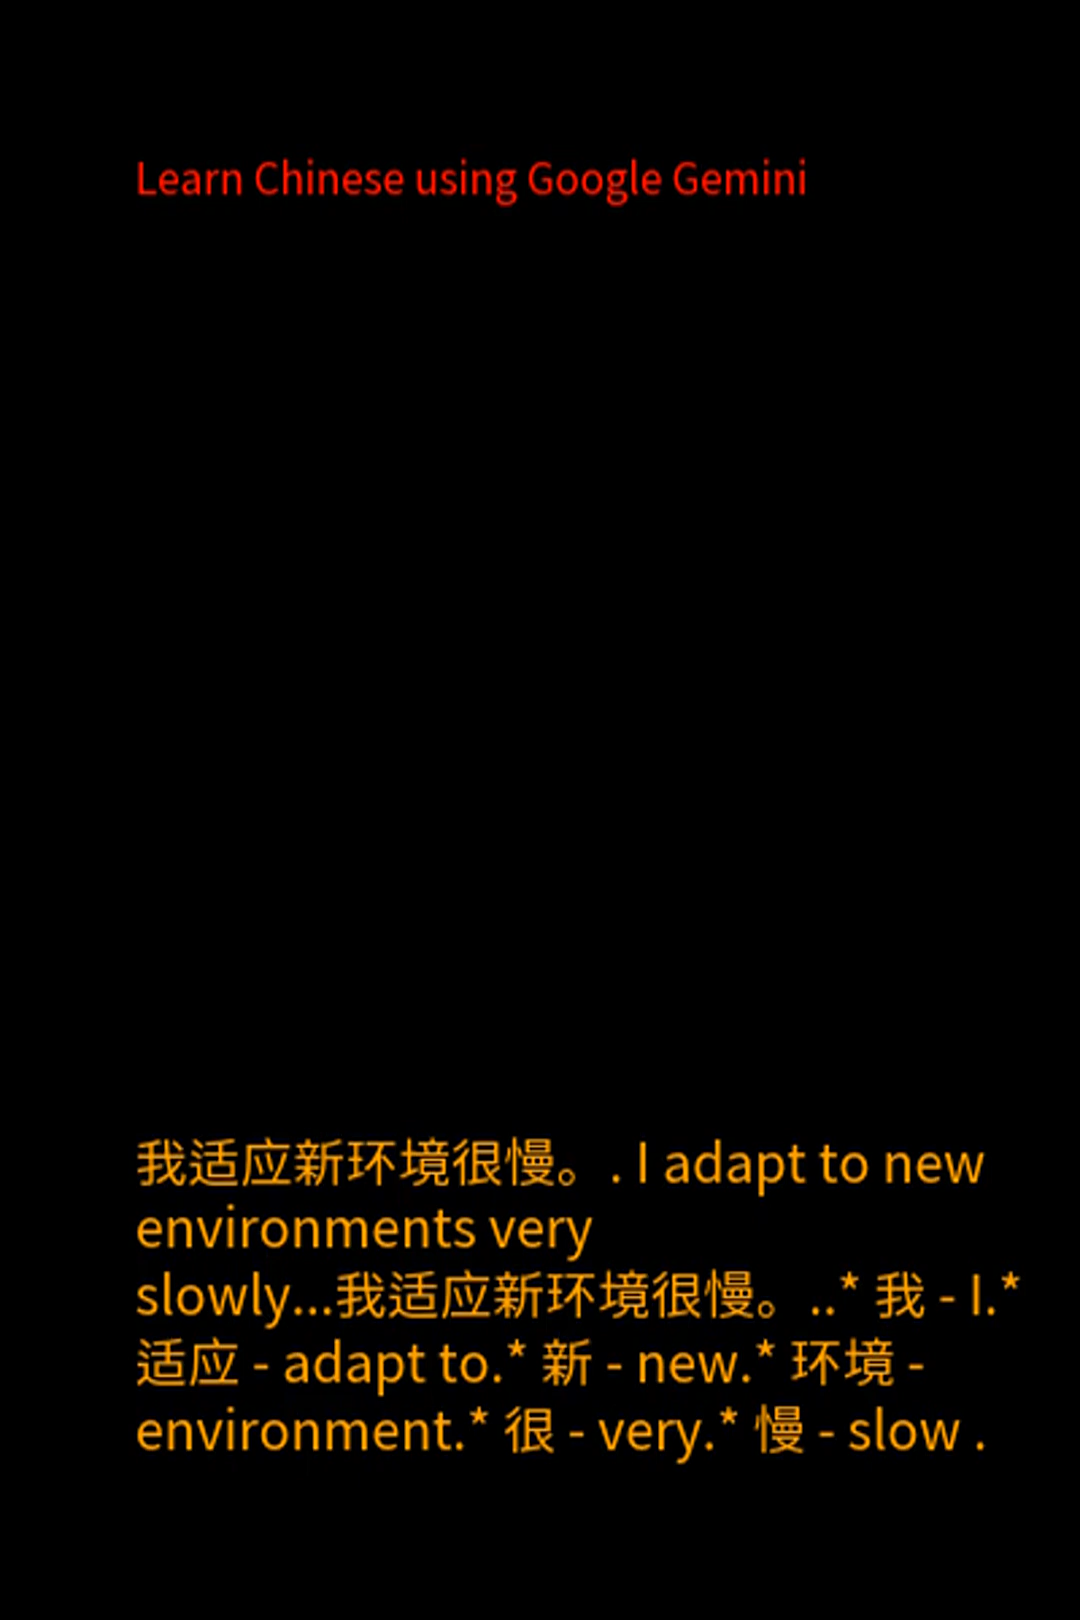 Learn Chinese using Google Gemini
我适应新环境很慢。. I adapt to new
environments very
slowly...我适应新环境很慢。..* 我 - I.*
适应 - adapt to.* 新 - new.* 环境 -
environment.* 很 - very.* 慢 - slow .